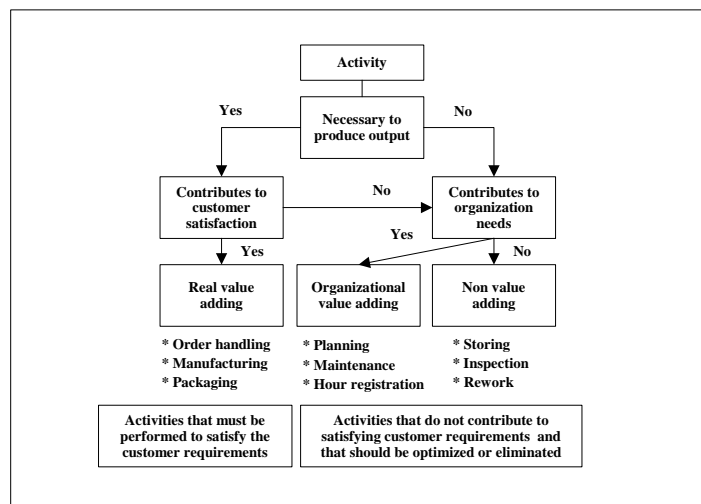 Activity
Yes
Necessary to
produce output
No
Contributes to
customer
satisfaction
No
Contributes to
organization
needs
Yes
Yes
No
Real value
adding
Organizational
value adding
Non value
adding
* Order handling
* Manufacturing
* Packaging
* Planning
* Maintenance
* Hour registration
* Storing
* Inspection
* Rework
Activities that must be
performed to satisfy the
customer requirements
Activities that do not contribute to
satisfying customer requirements and
that should be optimized or eliminated